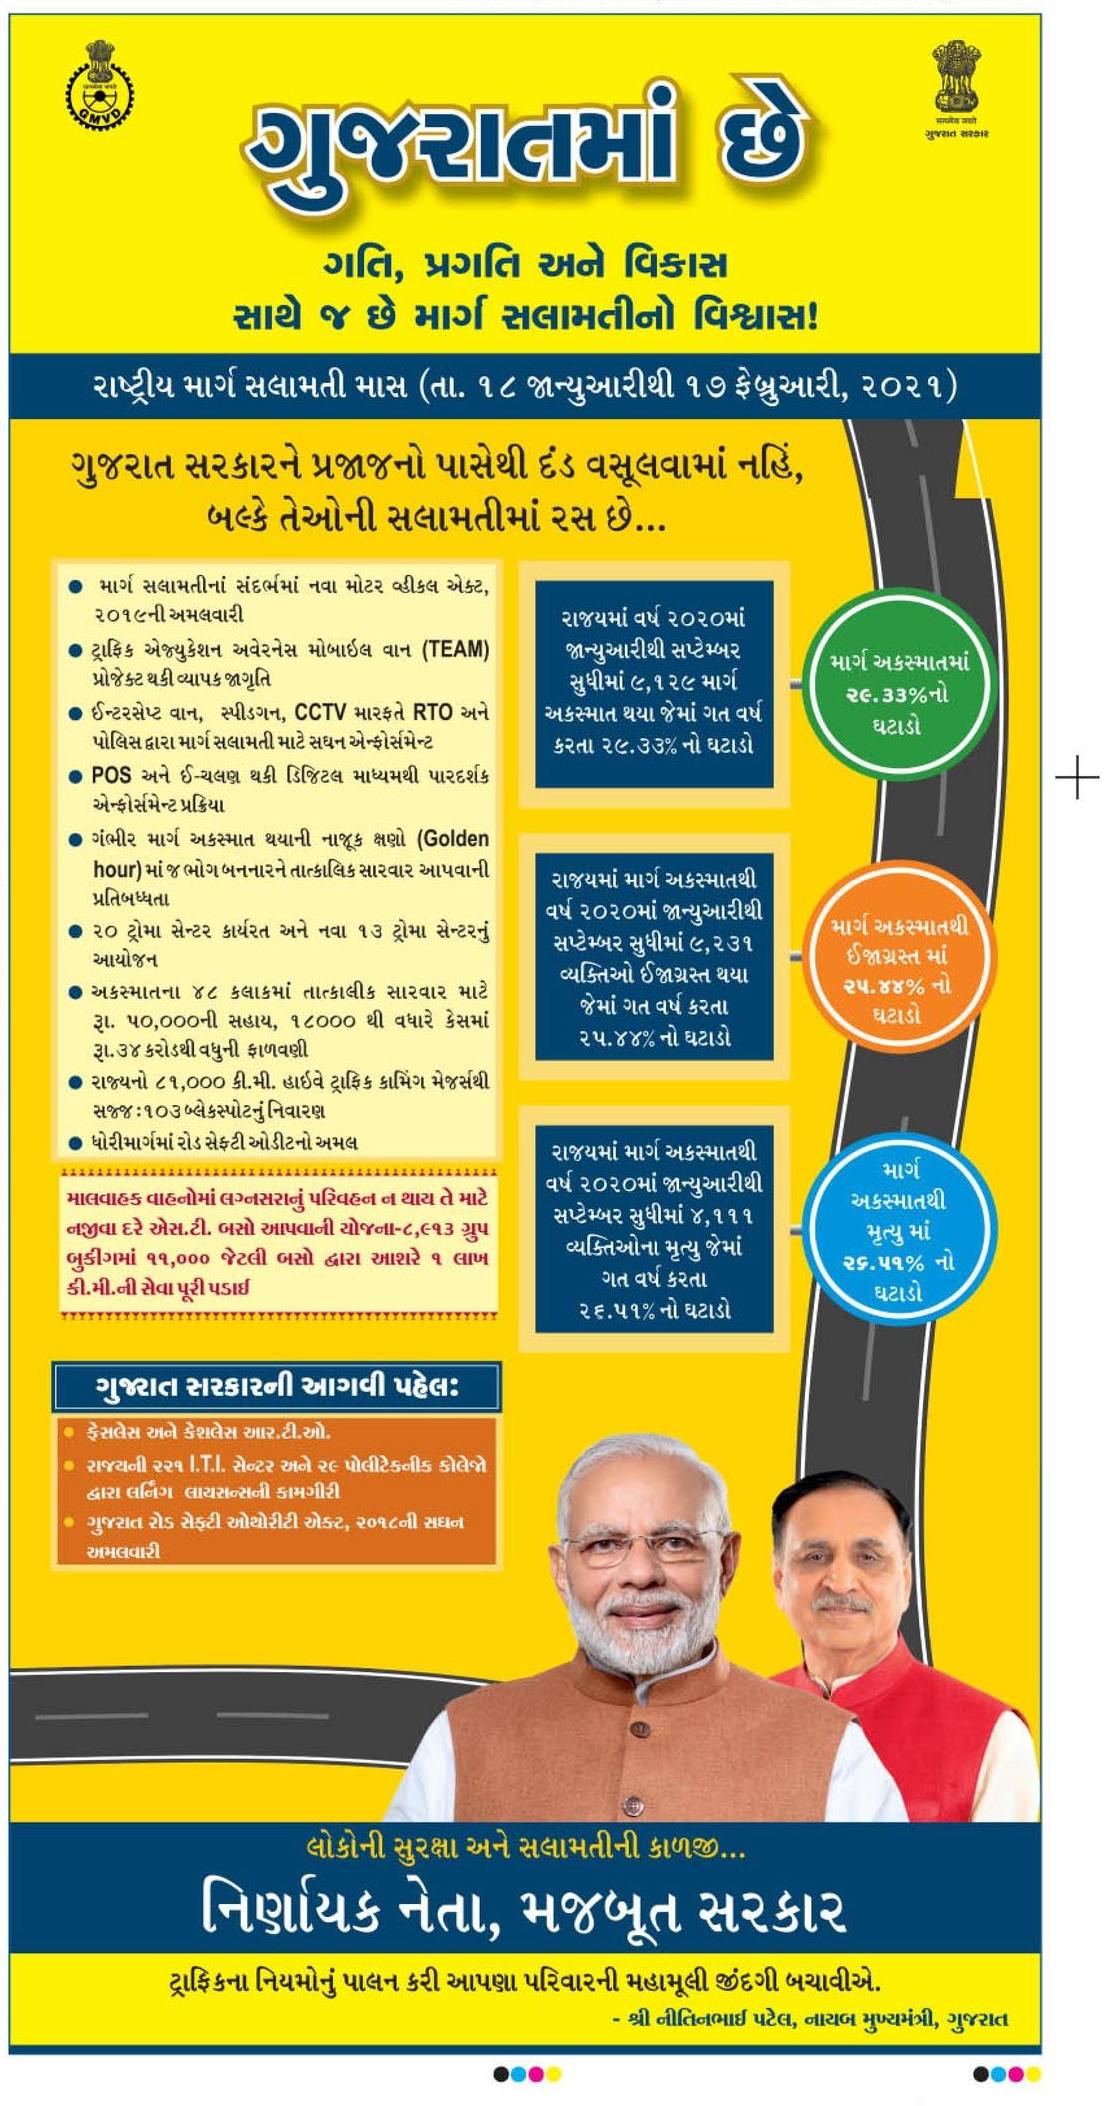 सत्यमेव जयते
GMVD
सत्यमेव जयते
ગુજરાત સરકાર
ગુજરાતમાં છે
ગતિ, પ્રગતિ અને વિકાસ
સાથે જ છે માર્ગ સલામતીનો વિશ્વાસ!
રાષ્ટ્રીય માર્ગ સલામતી માસ (તા. ૧૮ જાન્યુઆરીથી ૧૭ ફેબ્રુઆરી, ૨૦૨૧)
ગુજરાત સરકારને પ્રજાજનો પાસેથી દંડ વસૂલવામાં નહિં,
બલ્કે તેઓની સલામતીમાં રસ છે...
● માર્ગ સલામતીનાં સંદર્ભમાં નવા મોટર વ્હીકલ એક્ટ,
૨૦૧૯ની અમલવારી
● ટ્રાફિક એજ્યુકેશન અવેરનેસ મોબાઇલ વાન (TEAM)
પ્રોજેક્ટ થકી વ્યાપક જાગૃતિ
● ઈન્ટરસેપ્ટ વાન, સ્પીડગન, CCTV મારફતે RTO અને
પોલિસ દ્વારા માર્ગ સલામતી માટે સઘન એન્ફોર્સમેન્ટ
● POS અને ઈ-ચલણ થકી ડિજિટલ માધ્યમથી પારદર્શક
એન્ફોર્સમેન્ટ પ્રક્રિયા
● ગંભીર માર્ગ અકસ્માત થયાની નાજૂક ક્ષણો (Golden
hour) માં જ ભોગ બનનારને તાત્કાલિક સારવાર આપવાની
પ્રતિબધ્ધતા
● ૨૦ ટ્રોમા સેન્ટર કાર્યરત અને નવા ૧૩ ટ્રોમા સેન્ટરનું
આયોજન
● અકસ્માતના ૪૮ કલાકમાં તાત્કાલીક સારવાર માટે
રૂા. ૫૦,૦૦૦ની સહાય, ૧૮૦૦૦ થી વધારે કેસમાં
રૂા.૩૪ કરોડથી વધુની ફાળવણી
● રાજ્યનો ૮૧,૦૦૦ કી.મી. હાઇવે ટ્રાફિક કામિંગ મેજર્સથી
સજ્જ : ૧૦૩ બ્લેકસ્પોટનું નિવારણ
● ધોરીમાર્ગમાં રોડ સેફ્ટી ઓડીટનો અમલ
રાજ્યમાં વર્ષ ૨૦૨૦માં
જાન્યુઆરીથી સપ્ટેમ્બર
સુધીમાં ૯,૧૨૯ માર્ગ
અકસ્માત થયા જેમાં ગત વર્ષ
કરતા ૨૯.૩૩% નો ઘટાડો
માર્ગ અકસ્માતમાં
૨૯.૩૩%નો
ઘટાડો
રાજ્યમાં માર્ગ અકસ્માતથી
વર્ષ ૨૦૨૦માં જાન્યુઆરીથી
સપ્ટેમ્બર સુધીમાં ૯,૨૩૧
વ્યક્તિઓ ઈજાગ્રસ્ત થયા
જેમાં ગત વર્ષ કરતા
૨૫.૪૪% નો ઘટાડો
માર્ગ અકસ્માતથી
ઈજાગ્રસ્ત માં
૨૫.૪૪% નો
ઘટાડો
રાજ્યમાં માર્ગ અકસ્માતથી
વર્ષ ૨૦૨૦માં જાન્યુઆરીથી
સપ્ટેમ્બર સુધીમાં ૪,૧૧૧
વ્યક્તિઓના મૃત્યુ જેમાં
ગત વર્ષ કરતા
૨૬.૫૧% નો ઘટાડો
માર્ગ
અકસ્માતથી
મૃત્યુ માં
૨૬.૫૧% નો
ઘટાડો
માલવાહક વાહનોમાં લગ્નસરાનું પરિવહન ન થાય તે માટે
નજીવા દરે એસ.ટી. બસો આપવાની યોજના-૮,૯૧૩ ગ્રુપ
બુકીંગમાં ૧૧,૦૦૦ જેટલી બસો દ્વારા આશરે ૧ લાખ
કી.મી.ની સેવા પૂરી પડાઈ
ગુજરાત સરકારની આગવી પહેલ:
● ફેસલેસ અને કેશલેસ આર.ટી.ઓ.
● રાજ્યની ૨૨૧ I.T.I. સેન્ટર અને ૨૯ પોલીટેકનીક કોલેજો
દ્વારા લર્નિંગ લાયસન્સની કામગીરી
● ગુજરાત રોડ સેફ્ટી ઓથોરીટી એક્ટ, ૨૦૧૮ની સઘન
અમલવારી
લોકોની સુરક્ષા અને સલામતીની કાળજી...
નિર્ણાયક નેતા, મજબૂત સરકાર
ટ્રાફિકના નિયમોનું પાલન કરી આપણા પરિવારની મહામૂલી જીંદગી બચાવીએ.
- શ્રી નીતિનભાઈ પટેલ, નાયબ મુખ્યમંત્રી, ગુજરાત